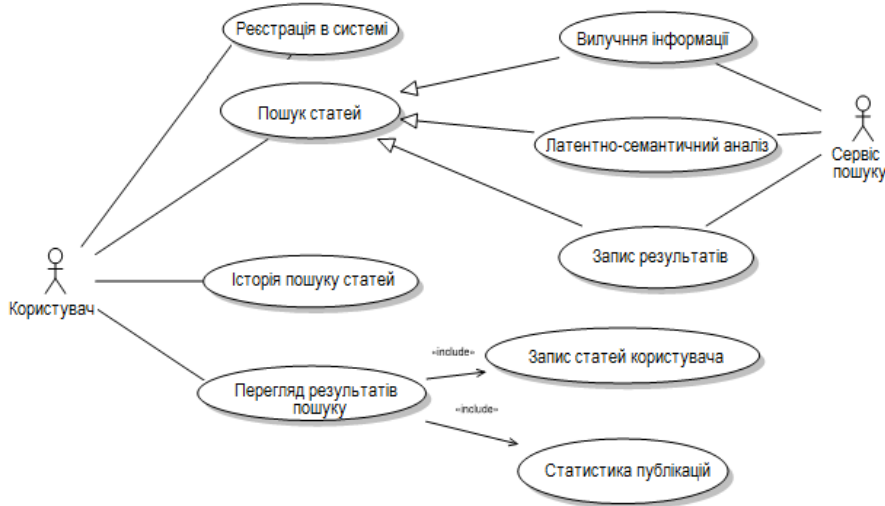 Реєстрація в системі
Вилучння інформації
Пошук статей
Латентно-семантичний аналіз
Сервіс
пошуку
Запис результатів
Історія пошуку статей
Користувач
«include»
Запис статей користувача
Перегляд результатів
пошуку
«include»
Статистика публікацій